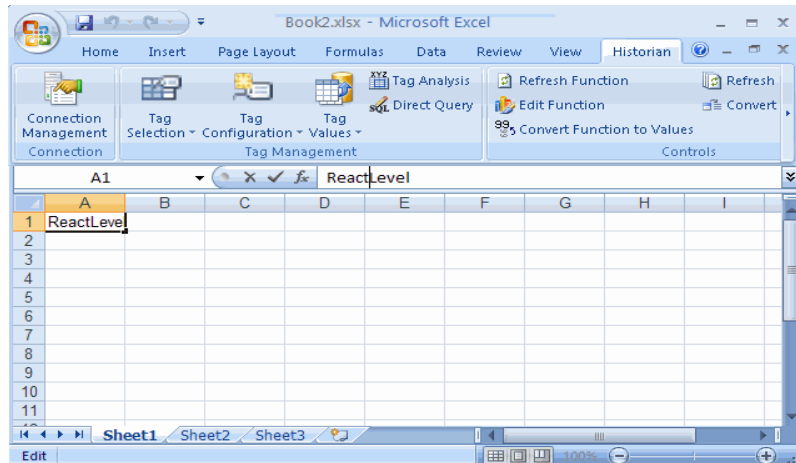 Book2.xlsx - Microsoft Excel
Home Insert Page Layout Formulas Data Review View Historian
Connection Management
Tag Selection
Tag Configuration
Tag Values
XYZ Tag Analysis
SQL Direct Query
Refresh Function
Edit Function
Convert Function to Values
Refresh
Convert
Connection Tag Management Controls
A1 fx ReactLevel
A B C D E F G H I
1 ReactLevel
2
3
4
5
6
7
8
9
10
11
Sheet1 Sheet2 Sheet3
Edit 100%